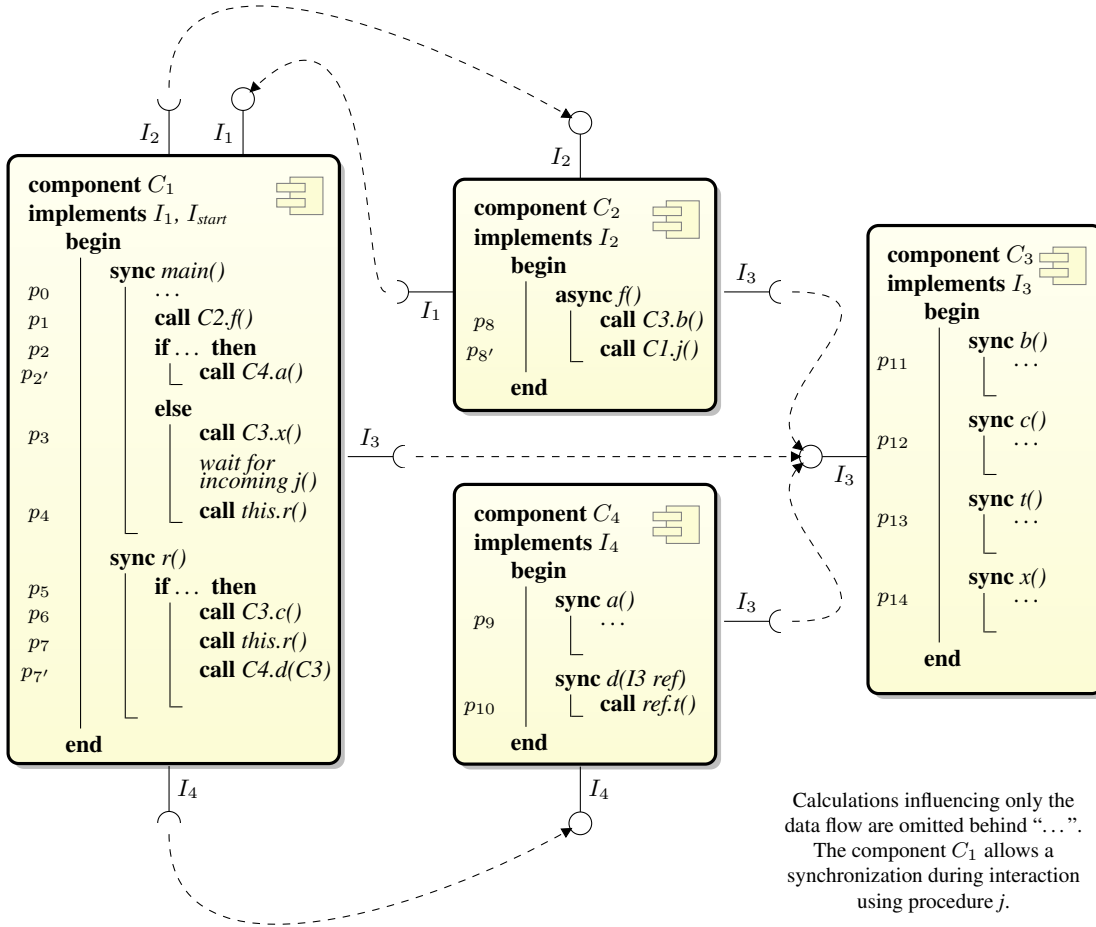 I₂
I₁
I₂
component C₁
implements I₁, I_start
begin
sync main()
p₀ …
p₁ call C2.f()
p₂ if … then
p₂′ call C4.a()
else
p₃ call C3.x()
wait for
incoming j()
p₄ call this.r()
sync r()
p₅ if … then
p₆ call C3.c()
p₇ call this.r()
p₇′ call C4.d(C3)
end
I₄
I₃
I₁
component C₂
implements I₂
begin
async f()
p₈ call C3.b()
p₈′ call C1.j()
end
I₃
component C₄
implements I₄
begin
sync a()
p₉ …
sync d(I3 ref)
p₁₀ call ref.t()
end
I₃
I₄
I₃
component C₃
implements I₃
begin
sync b()
p₁₁ …
sync c()
p₁₂ …
sync t()
p₁₃ …
sync x()
p₁₄ …
end
Calculations influencing only the
data flow are omitted behind “…”.
The component C₁ allows a
synchronization during interaction
using procedure j.